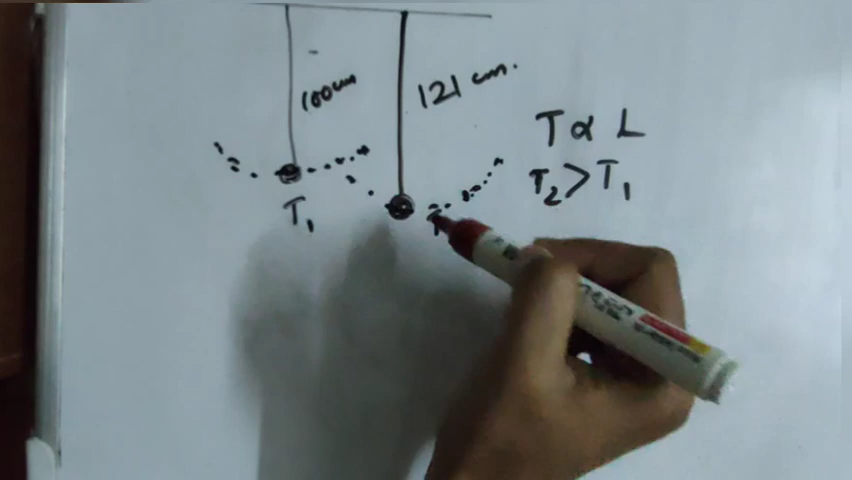 100cm
121 cm.
T α L
T₂ > T₁
T₁
T